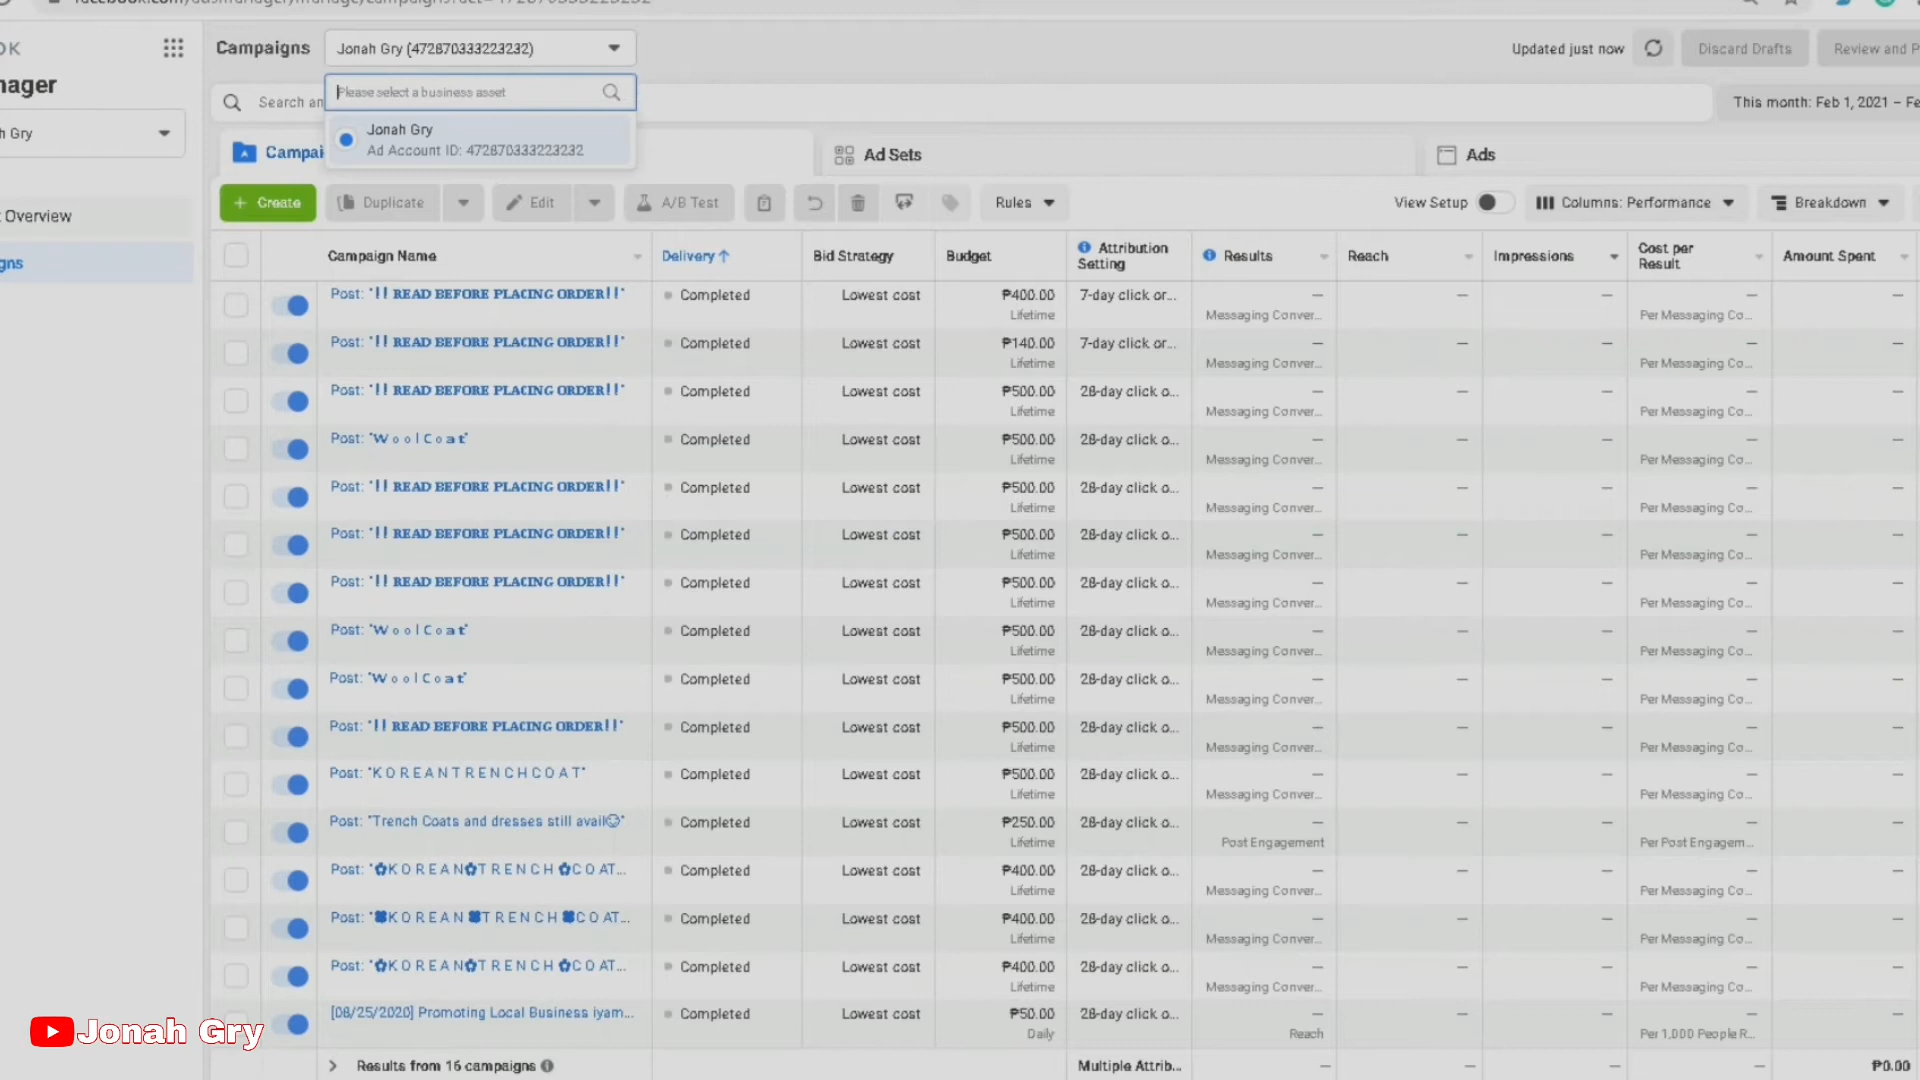 OK
Campaigns
Jonah Gry (472870333223232)
Updated just now
Discard Drafts
Review and P
nager
Please select a business asset
Search an
This month: Feb 1, 2021 – Fe
h Gry
Jonah Gry
Ad Account ID: 472870333223232
Campai
Ad Sets
Ads
Create
Duplicate
Edit
A/B Test
Rules
View Setup
Columns: Performance
Breakdown
: Overview
gns
Campaign Name
Delivery ↑
Bid Strategy
Budget
Attribution
Setting
Results
Reach
Impressions
Cost per
Result
Amount Spent
Post: "‼ READ BEFORE PLACING ORDER‼" Completed Lowest cost ₱400.00 7-day click or... — — — — —
Lifetime Messaging Conver... Per Messaging Co...
Post: "‼ READ BEFORE PLACING ORDER‼" Completed Lowest cost ₱140.00 7-day click or... — — — — —
Lifetime Messaging Conver... Per Messaging Co...
Post: "‼ READ BEFORE PLACING ORDER‼" Completed Lowest cost ₱500.00 28-day click o... — — — — —
Lifetime Messaging Conver... Per Messaging Co...
Post: "W o o l C o a t" Completed Lowest cost ₱500.00 28-day click o... — — — — —
Lifetime Messaging Conver... Per Messaging Co...
Post: "‼ READ BEFORE PLACING ORDER‼" Completed Lowest cost ₱500.00 28-day click o... — — — — —
Lifetime Messaging Conver... Per Messaging Co...
Post: "‼ READ BEFORE PLACING ORDER‼" Completed Lowest cost ₱500.00 28-day click o... — — — — —
Lifetime Messaging Conver... Per Messaging Co...
Post: "‼ READ BEFORE PLACING ORDER‼" Completed Lowest cost ₱500.00 28-day click o... — — — — —
Lifetime Messaging Conver... Per Messaging Co...
Post: "W o o l C o a t" Completed Lowest cost ₱500.00 28-day click o... — — — — —
Lifetime Messaging Conver... Per Messaging Co...
Post: "W o o l C o a t" Completed Lowest cost ₱500.00 28-day click o... — — — — —
Lifetime Messaging Conver... Per Messaging Co...
Post: "‼ READ BEFORE PLACING ORDER‼" Completed Lowest cost ₱500.00 28-day click o... — — — — —
Lifetime Messaging Conver... Per Messaging Co...
Post: "K O R E A N T R E N C H C O A T" Completed Lowest cost ₱500.00 28-day click o... — — — — —
Lifetime Messaging Conver... Per Messaging Co...
Post: "Trench Coats and dresses still avail😊" Completed Lowest cost ₱250.00 28-day click o... — — — — —
Lifetime Post Engagement Per Post Engagem...
Post: "✿K O R E A N✿T R E N C H ✿C O AT... Completed Lowest cost ₱400.00 28-day click o... — — — — —
Lifetime Messaging Conver... Per Messaging Co...
Post: "🍀K O R E A N 🍀T R E N C H 🍀C O AT... Completed Lowest cost ₱400.00 28-day click o... — — — — —
Lifetime Messaging Conver... Per Messaging Co...
Post: "✿K O R E A N✿T R E N C H ✿C O AT... Completed Lowest cost ₱400.00 28-day click o... — — — — —
Lifetime Messaging Conver... Per Messaging Co...
[08/25/2020] Promoting Local Business iyam... Completed Lowest cost ₱50.00 28-day click o... — — — — —
Daily Reach Per 1,000 People R...
Jonah Gry
Results from 16 campaigns Multiple Attrib... — — — — ₱0.00